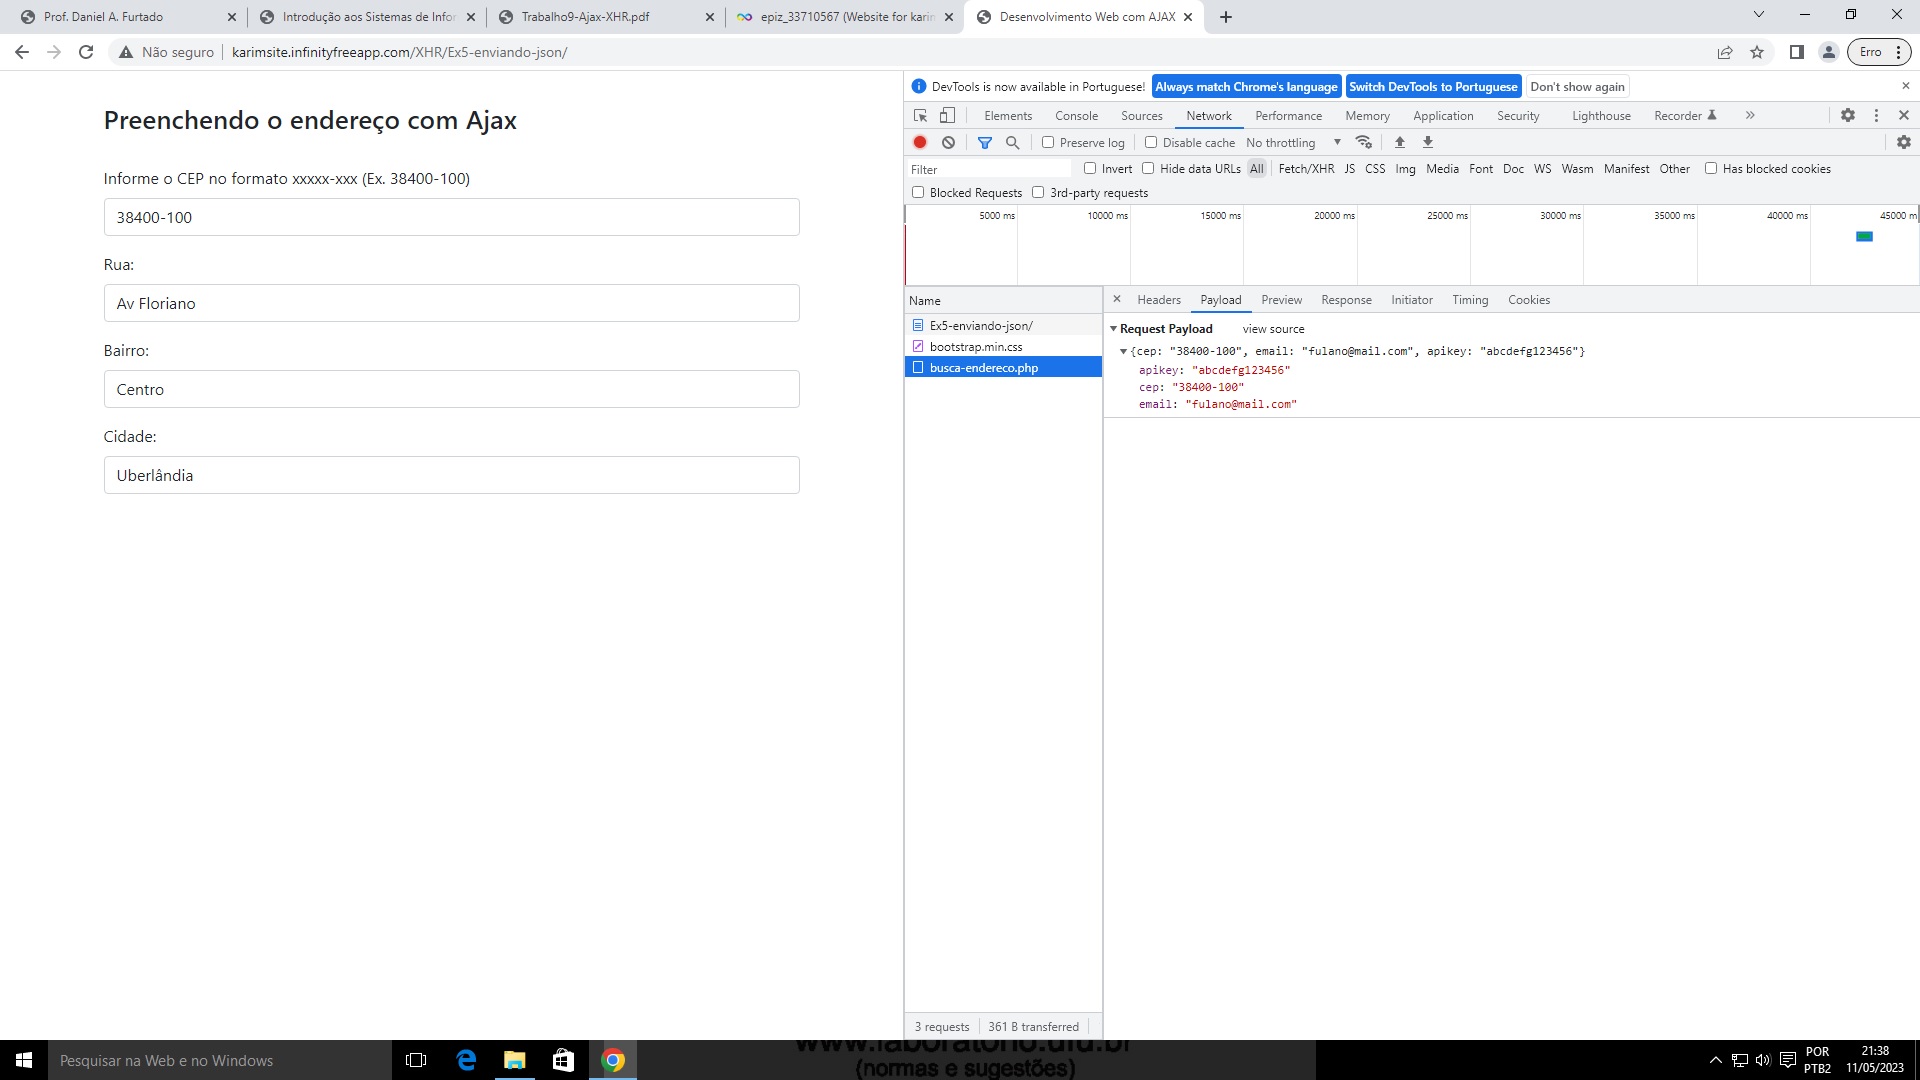 Prof. Daniel A. Furtado
Introdução aos Sistemas de Infor
Trabalho9-Ajax-XHR.pdf
epiz_33710567 (Website for karim
Desenvolvimento Web com AJAX
Não seguro
karimsite.infinityfreeapp.com/XHR/Ex5-enviando-json/
Erro
Preenchendo o endereço com Ajax
Informe o CEP no formato xxxxx-xxx (Ex. 38400-100)
38400-100
Rua:
Av Floriano
Bairro:
Centro
Cidade:
Uberlândia
DevTools is now available in Portuguese! Always match Chrome's language Switch DevTools to Portuguese Don't show again
Elements Console Sources Network Performance Memory Application Security Lighthouse Recorder
Preserve log Disable cache No throttling
Filter Invert Hide data URLs All Fetch/XHR JS CSS Img Media Font Doc WS Wasm Manifest Other Has blocked cookies
Blocked Requests 3rd-party requests
5000 ms 10000 ms 15000 ms 20000 ms 25000 ms 30000 ms 35000 ms 40000 ms 45000 m
Name
Ex5-enviando-json/
bootstrap.min.css
busca-endereco.php
Headers Payload Preview Response Initiator Timing Cookies
Request Payload view source
{cep: "38400-100", email: "fulano@mail.com", apikey: "abcdefg123456"}
apikey: "abcdefg123456"
cep: "38400-100"
email: "fulano@mail.com"
3 requests 361 B transferred
www.laboratorio.ufu.br
(normas e sugestões)
Pesquisar na Web e no Windows
POR
PTB2
21:38
11/05/2023